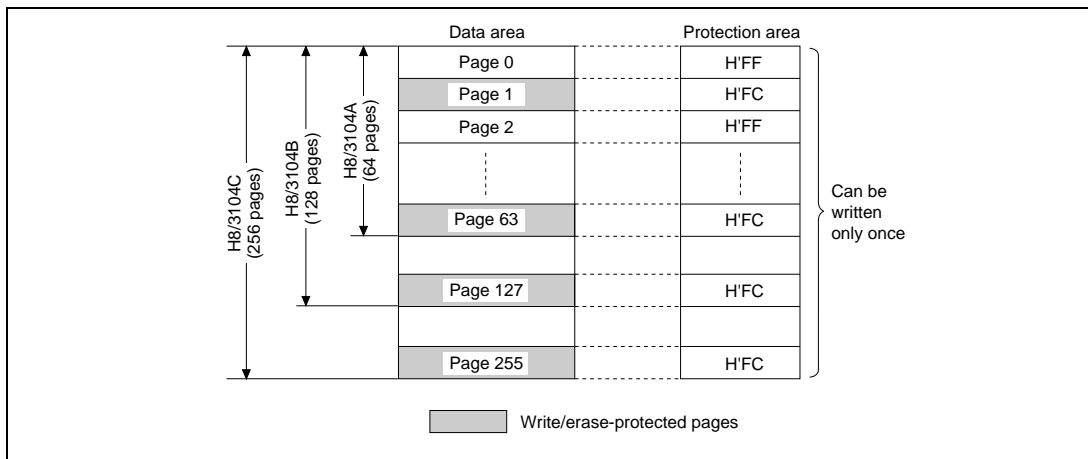 Data area
Protection area
Page 0
H'FF
Page 1
H'FC
Page 2
H'FF
H8/3104A
(64 pages)
H8/3104B
(128 pages)
H8/3104C
(256 pages)
Page 63
H'FC
Can be
written
only once
Page 127
H'FC
Page 255
H'FC
Write/erase-protected pages